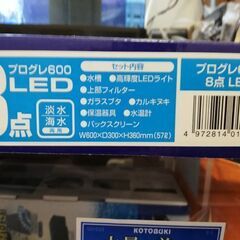 プログレ600
LED
点
淡水
海水
両用
セット内容
●水槽 ●高輝度LEDライト
●上部フィルター
●ガラスブタ ●カルキヌキ
●保温器具 ●水温計
●バックスクリーン
W600×D300×H360mm(57ℓ)
プログレ6
8点 LE
4 972814 01
KOTOBUKI